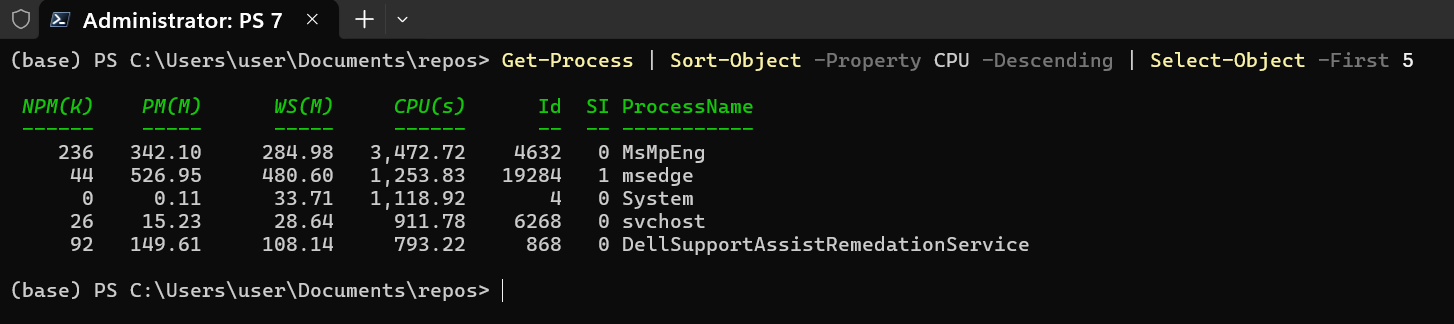 Administrator: PS 7
(base) PS C:\Users\user\Documents\repos> Get-Process | Sort-Object -Property CPU -Descending | Select-Object -First 5
NPM(K) PM(M) WS(M) CPU(s) Id SI ProcessName
------ ----- ----- ------ -- -- -----------
236 342.10 284.98 3,472.72 4632 0 MsMpEng
44 526.95 480.60 1,253.83 19284 1 msedge
0 0.11 33.71 1,118.92 4 0 System
26 15.23 28.64 911.78 6268 0 svchost
92 149.61 108.14 793.22 868 0 DellSupportAssistRemedationService
(base) PS C:\Users\user\Documents\repos>